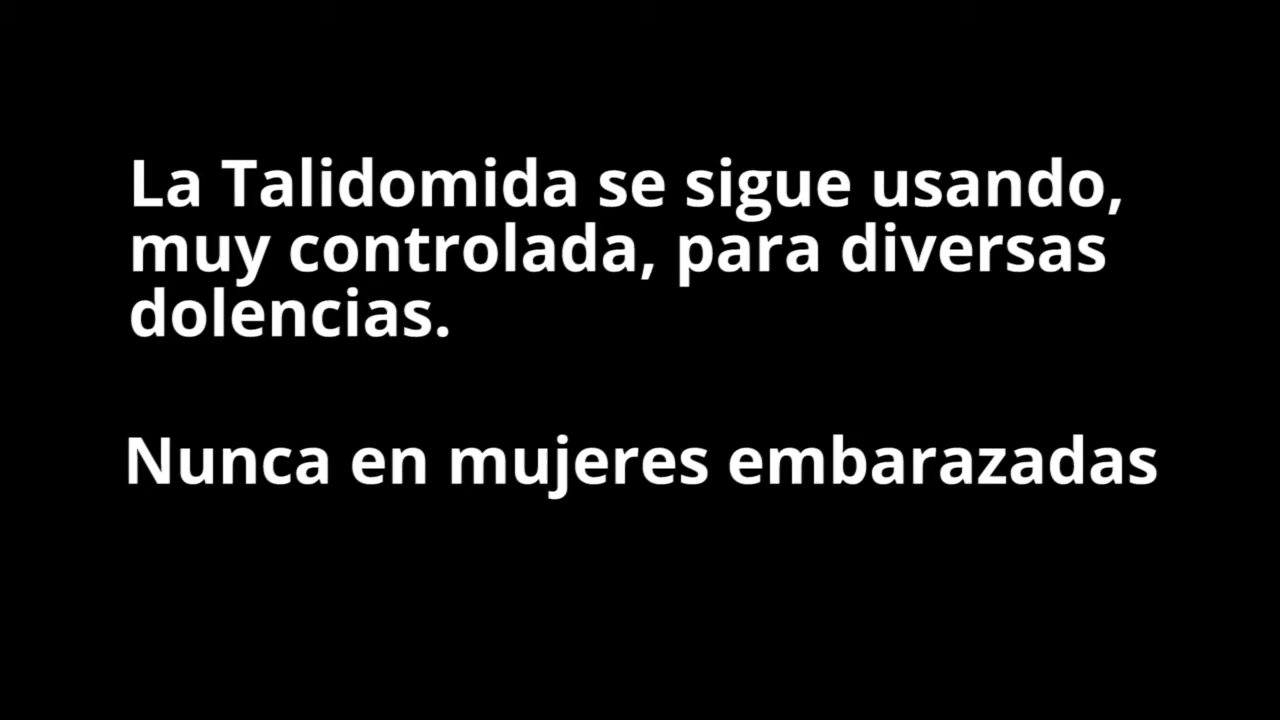 La Talidomida se sigue usando,
muy controlada, para diversas
dolencias.
Nunca en mujeres embarazadas